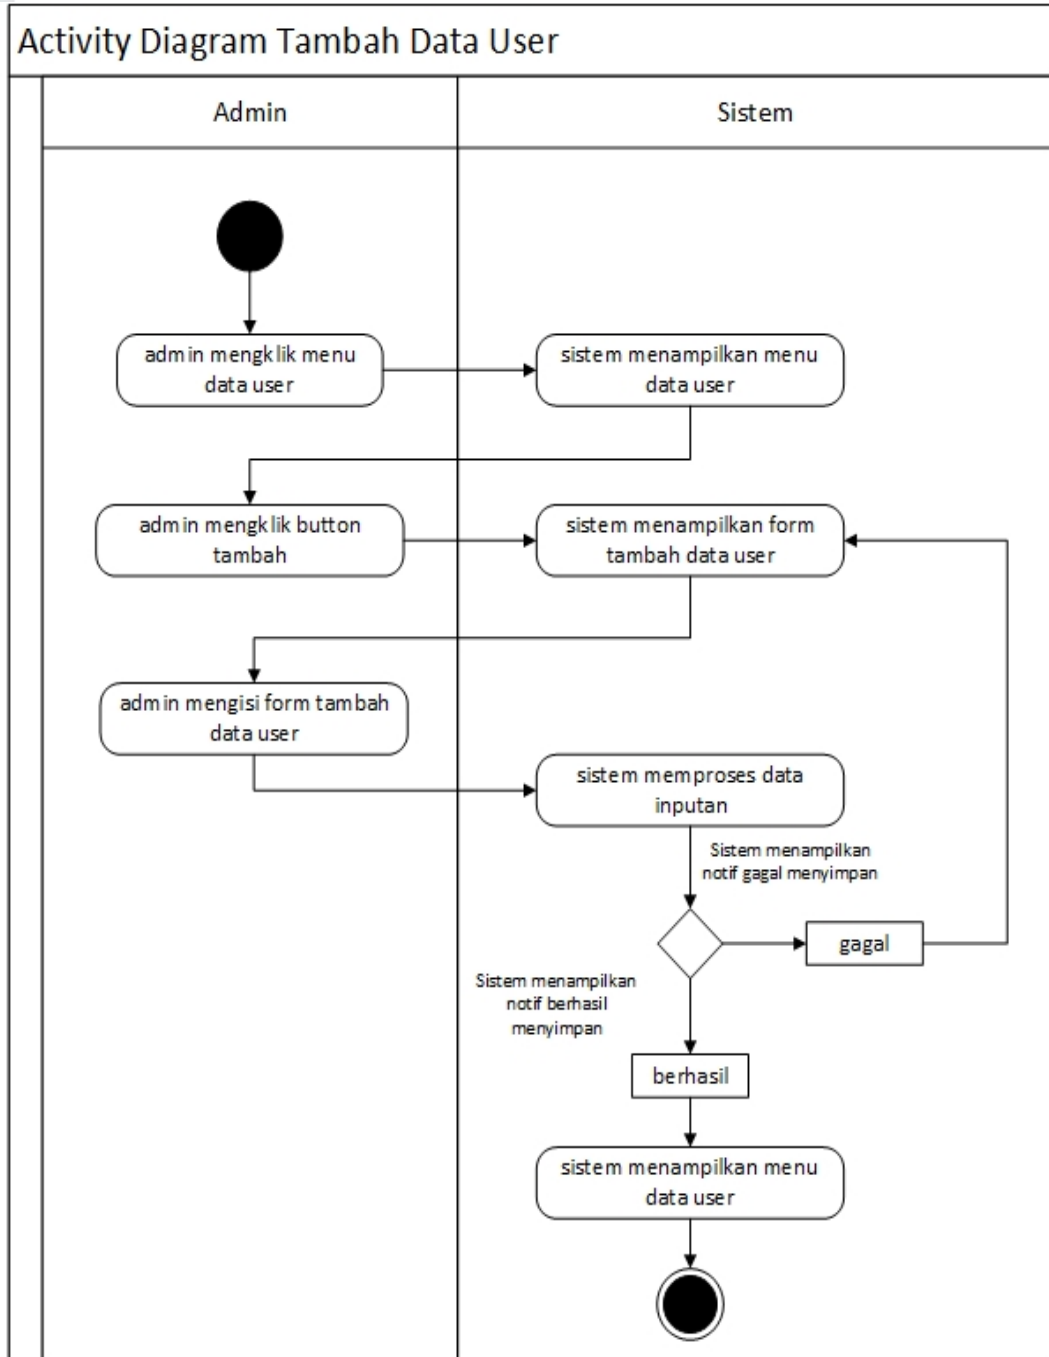 Activity Diagram Tambah Data User
Admin
Sistem
admin mengklik menu
data user
sistem menampilkan menu
data user
admin mengklik button
tambah
sistem menampilkan form
tambah data user
admin mengisi form tambah
data user
sistem memproses data
inputan
Sistem menampilkan
notif gagal menyimpan
gagal
Sistem menampilkan
notif berhasil
menyimpan
berhasil
sistem menampilkan menu
data user